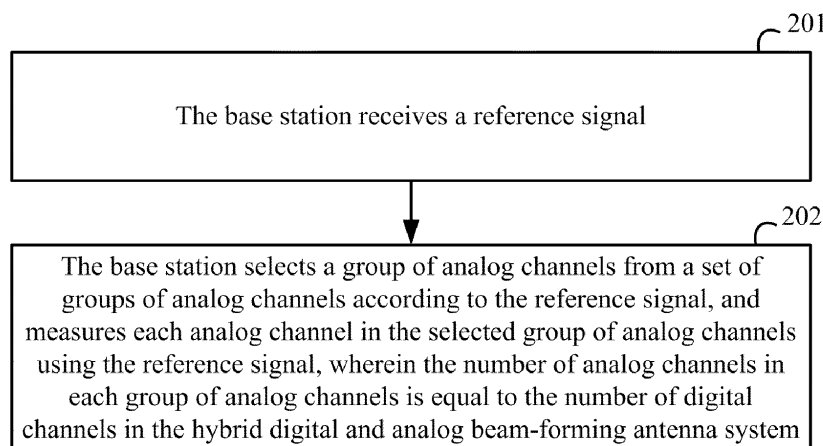 201
The base station receives a reference signal
202
The base station selects a group of analog channels from a set of
groups of analog channels according to the reference signal, and
measures each analog channel in the selected group of analog channels
using the reference signal, wherein the number of analog channels in
each group of analog channels is equal to the number of digital
channels in the hybrid digital and analog beam-forming antenna system